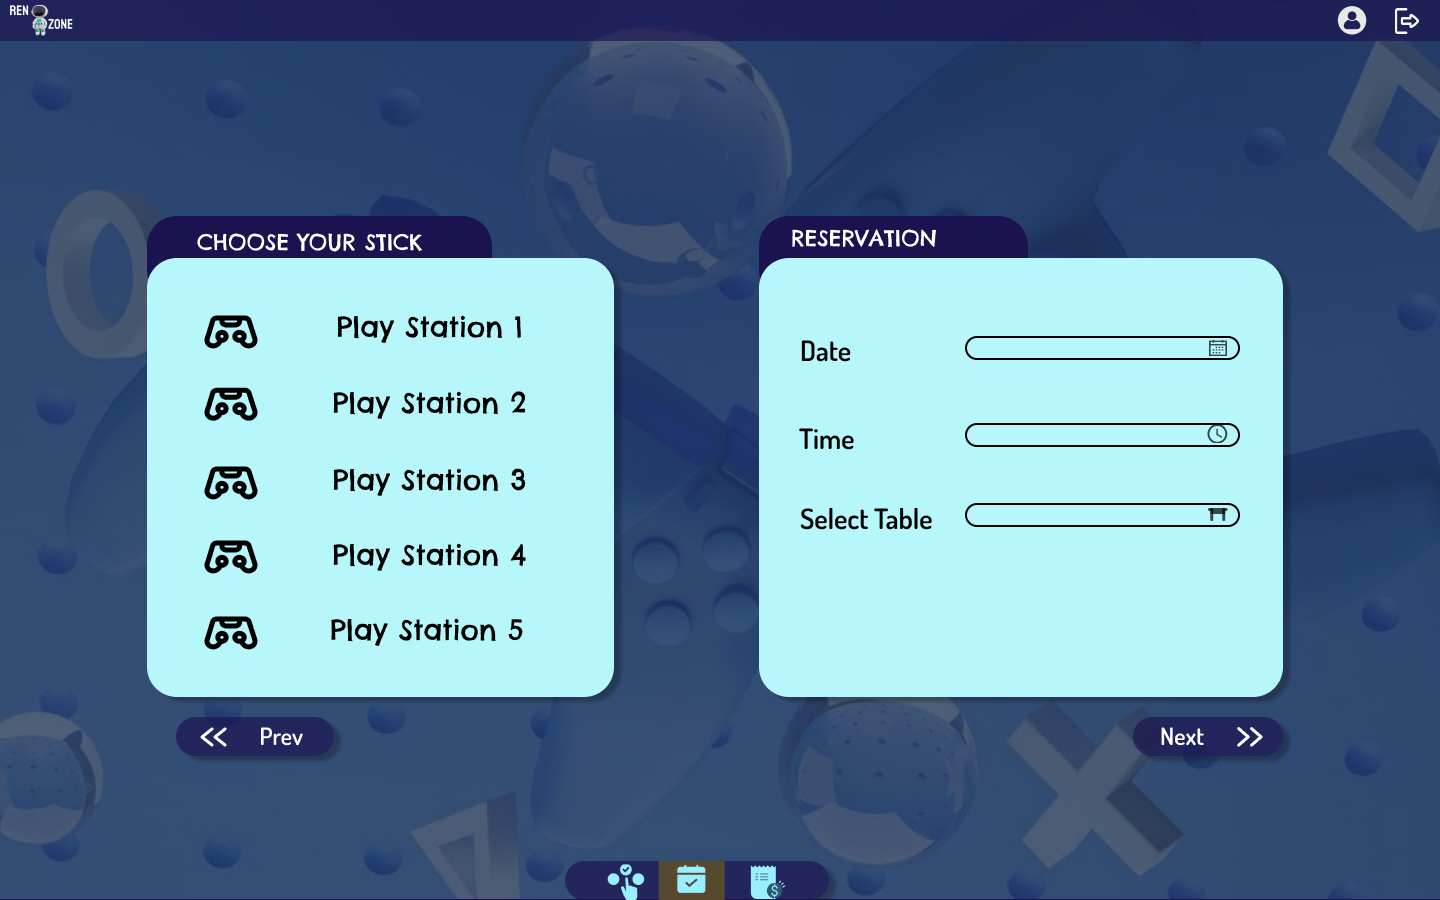 REN
ZONE
CHOOSE YOUR STICK
Play Station 1
Play Station 2
Play Station 3
Play Station 4
Play Station 5
Prev
RESERVATION
Date
Time
Select Table
Next
$